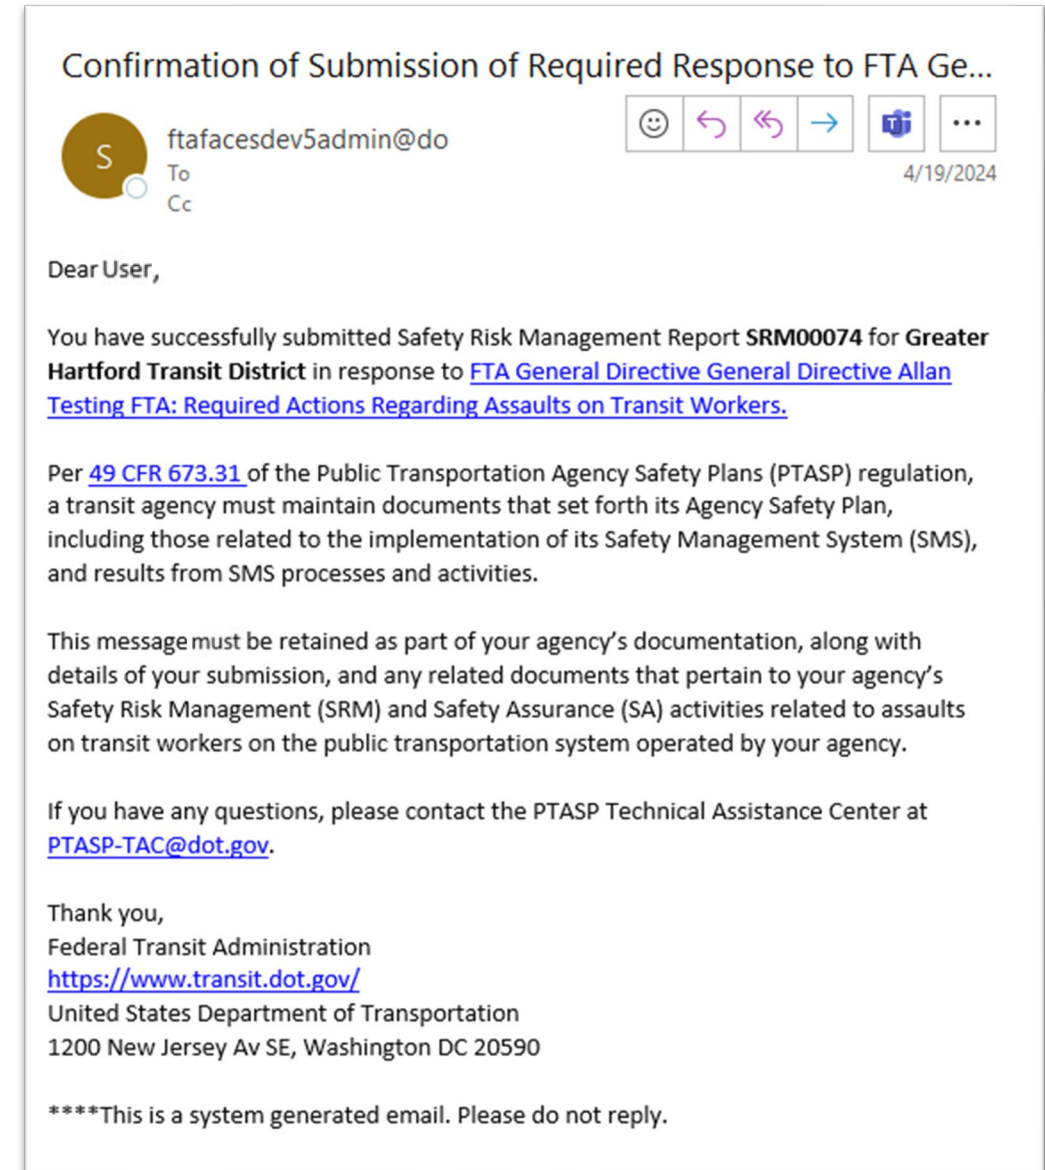 Confirmation of Submission of Required Response to FTA Ge...
S
ftafacesdev5admin@do
To
Cc
4/19/2024
Dear User,
You have successfully submitted Safety Risk Management Report SRM00074 for Greater
Hartford Transit District in response to FTA General Directive General Directive Allan
Testing FTA: Required Actions Regarding Assaults on Transit Workers.
Per 49 CFR 673.31 of the Public Transportation Agency Safety Plans (PTASP) regulation,
a transit agency must maintain documents that set forth its Agency Safety Plan,
including those related to the implementation of its Safety Management System (SMS),
and results from SMS processes and activities.
This message must be retained as part of your agency’s documentation, along with
details of your submission, and any related documents that pertain to your agency’s
Safety Risk Management (SRM) and Safety Assurance (SA) activities related to assaults
on transit workers on the public transportation system operated by your agency.
If you have any questions, please contact the PTASP Technical Assistance Center at
PTASP-TAC@dot.gov.
Thank you,
Federal Transit Administration
https://www.transit.dot.gov/
United States Department of Transportation
1200 New Jersey Av SE, Washington DC 20590
****This is a system generated email. Please do not reply.